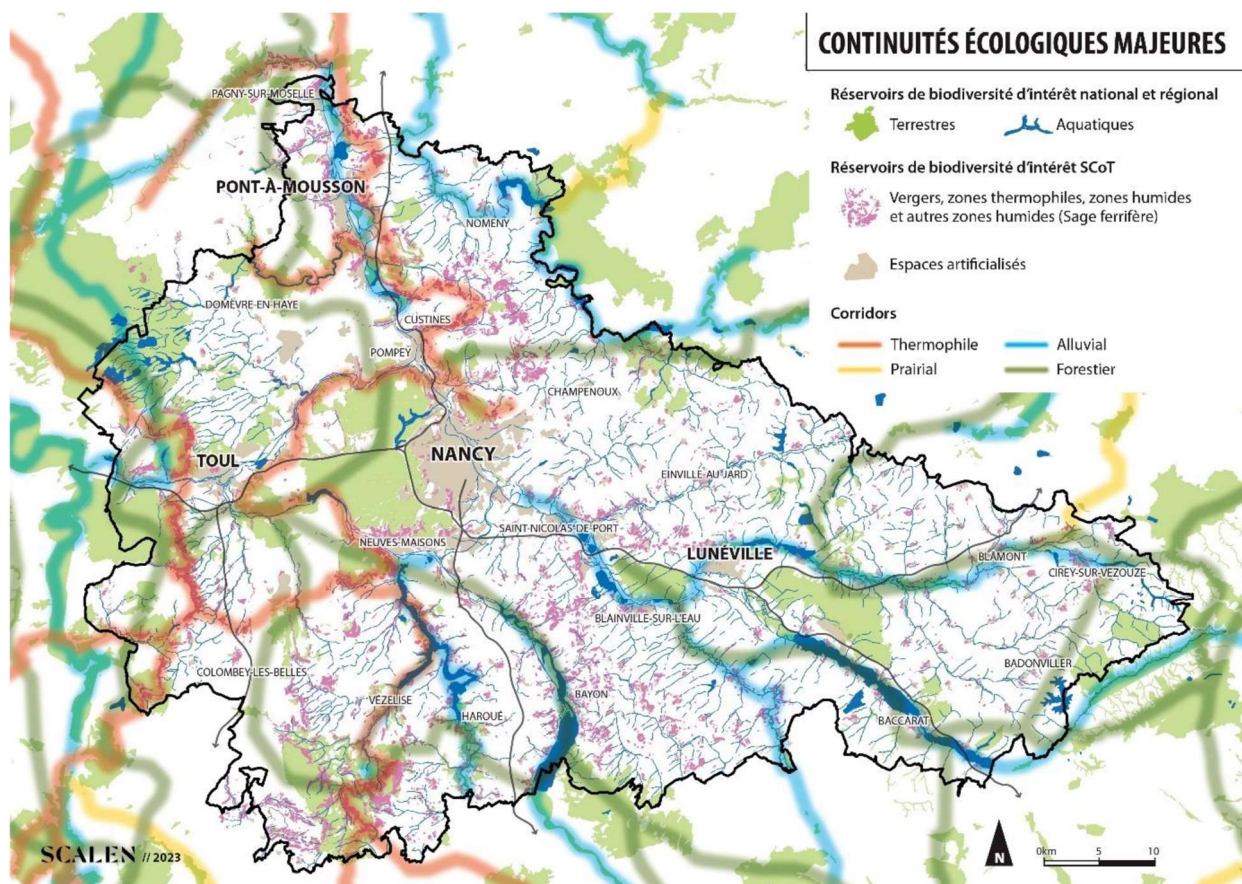 CONTINUITÉS ÉCOLOGIQUES MAJEURES
Réservoirs de biodiversité d'intérêt national et régional
Terrestres
Aquatiques
Réservoirs de biodiversité d'intérêt SCoT
Vergers, zones thermophiles, zones humides
et autres zones humides (Sage ferrifère)
Espaces artificialisés
Corridors
Thermophile
Alluvial
Prairial
Forestier
PAGNY-SUR-MOSELLE
PONT-À-MOUSSON
NOMENY
DOMÈVRE-EN-HAYE
CUSTINES
POMPEY
CHAMPENOUX
TOUL
NANCY
EINVILLE-AU-JARD
SAINT-NICOLAS-DE-PORT
NEUVES-MAISONS
LUNÉVILLE
BLAMONT
CIREY-SUR-VEZOUZE
BLAINVILLE-SUR-L'EAU
BADONVILLER
COLOMBEY-LES-BELLES
VÉZELISE
HAROUÉ
BAYON
BACCARAT
SCALEN // 2023
N
0km 5 10